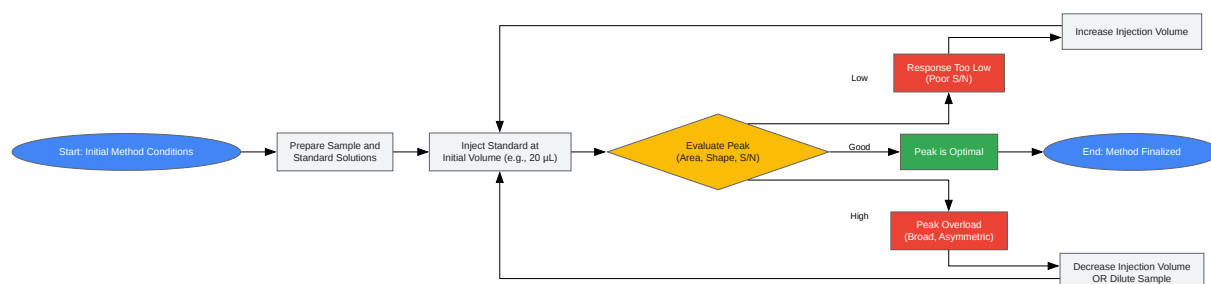 Increase Injection Volume
Response Too Low
(Poor S/N)
Low
Start: Initial Method Conditions
Prepare Sample and
Standard Solutions
Inject Standard at
Initial Volume (e.g., 20 µL)
Evaluate Peak
(Area, Shape, S/N)
Good
Peak is Optimal
End: Method Finalized
High
Peak Overload
(Broad, Asymmetric)
Decrease Injection Volume
OR Dilute Sample